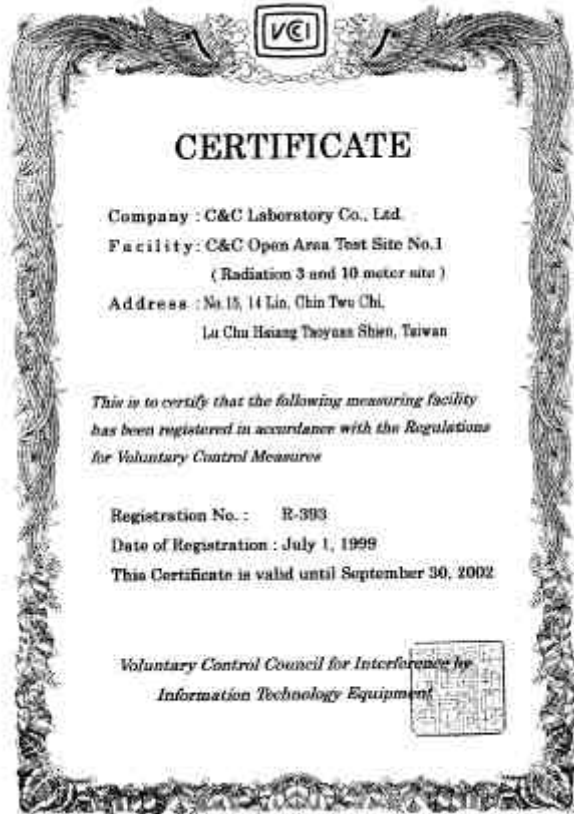 VCCI
CERTIFICATE
Company : C&C Laboratory Co., Ltd.
Facility: C&C Open Area Test Site No.1
( Radiation 3 and 10 meter site )
Address : No.15, 14 Lin, Chin Twu Chi,
Lu Chu Hsiang Taoyuan Shien, Taiwan
This is to certify that the following measuring facility
has been registered in accordance with the Regulations
for Voluntary Control Measures
Registration No. : R-393
Date of Registration : July 1, 1999
This Certificate is valid until September 30, 2002
Voluntary Control Council for Interference by
Information Technology Equipment